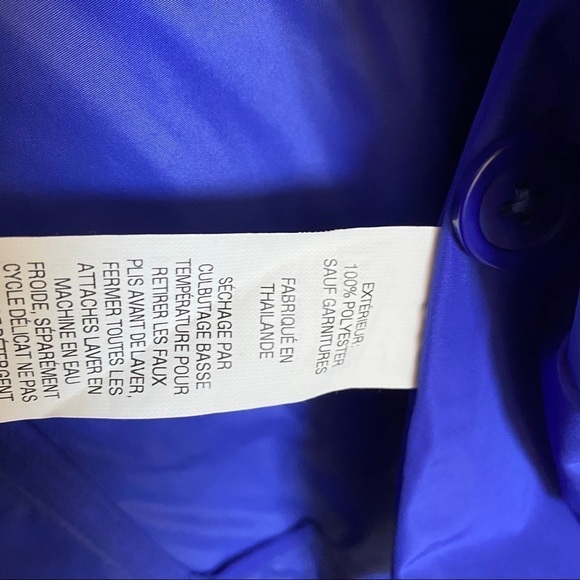 EXTÉRIEUR:
100% POLYESTER
SAUF GARNITURES
FABRIQUÉ EN
THAILANDE
SÉCHAGE PAR
CULBUTAGE BASSE
TEMPÉRATURE POUR
RETIRER LES FAUX
PLIS AVANT DE LAVER,
FERMER TOUTES LES
ATTACHES LAVER EN
MACHINE EN EAU
FROIDE, SÉPAREMENT
CYCLE DÉLICAT NE PAS